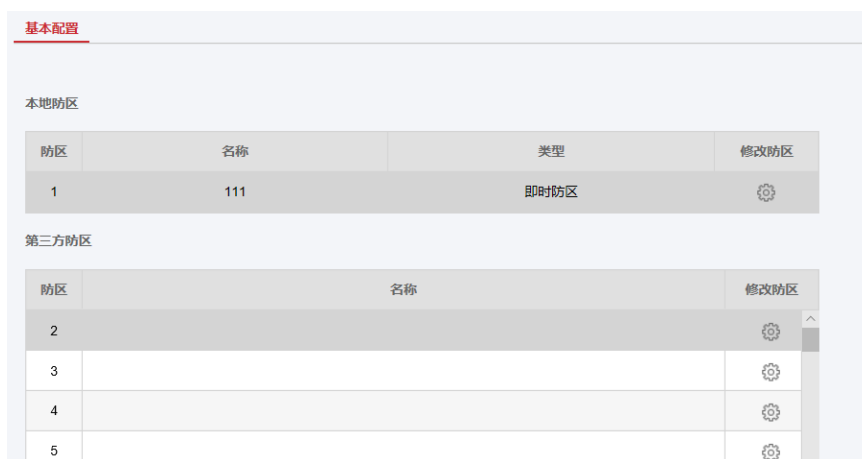 基本配置
本地防区
防区 名称 类型 修改防区
1 111 即时防区
第三方防区
防区 名称 修改防区
2
3
4
5